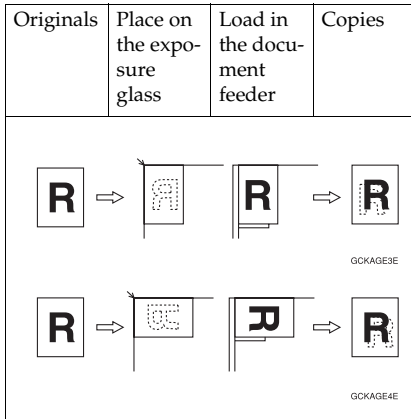 Originals Place on the expo- sure glass Load in the docu- ment feeder Copies
R R R R R
GCKAGE3E
R R R R R
GCKAGE4E